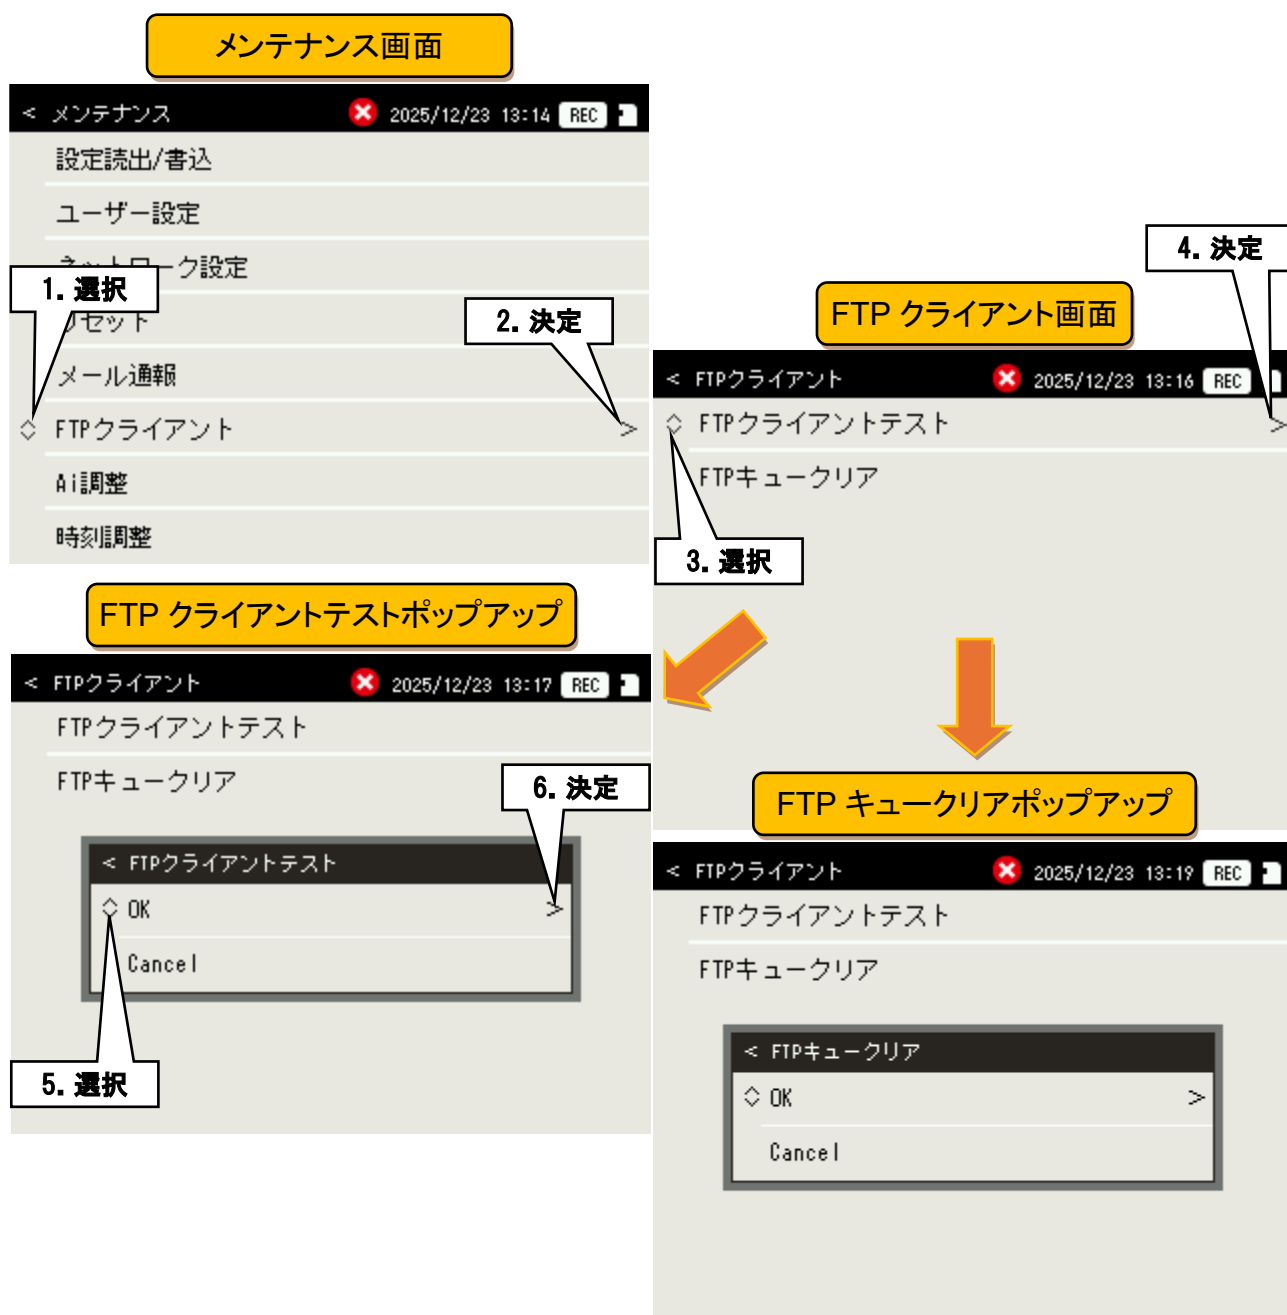 メンテナンス画面
< メンテナンス 2025/12/23 13:14 REC
設定読出/書込
ユーザー設定
ネットワーク設定
1. 選択
リセット
2. 決定
メール通報
FTPクライアント >
Ai調整
時刻調整
4. 決定
FTP クライアント画面
< FTPクライアント 2025/12/23 13:16 REC
FTPクライアントテスト >
FTPキュークリア
3. 選択
FTP クライアントテストポップアップ
< FTPクライアント 2025/12/23 13:17 REC
FTPクライアントテスト
FTPキュークリア
6. 決定
< FTPクライアントテスト
OK >
Cancel
5. 選択
FTP キュークリアポップアップ
< FTPクライアント 2025/12/23 13:19 REC
FTPクライアントテスト
FTPキュークリア
< FTPキュークリア
OK >
Cancel